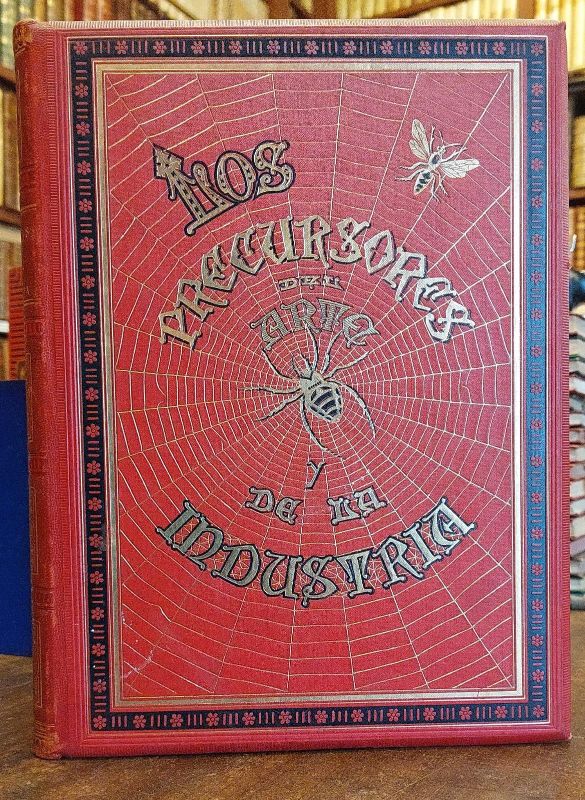 LOS
PRECURSORES
DEL
ARTE
Y
DE LA
INDUSTRIA